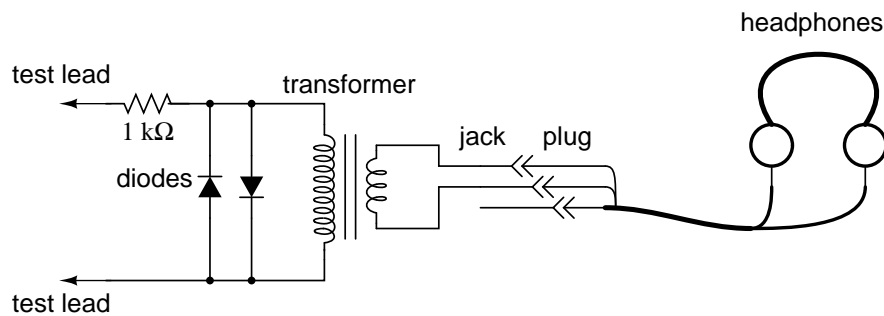 headphones
test lead
transformer
1 kΩ
jack
plug
diodes
test lead